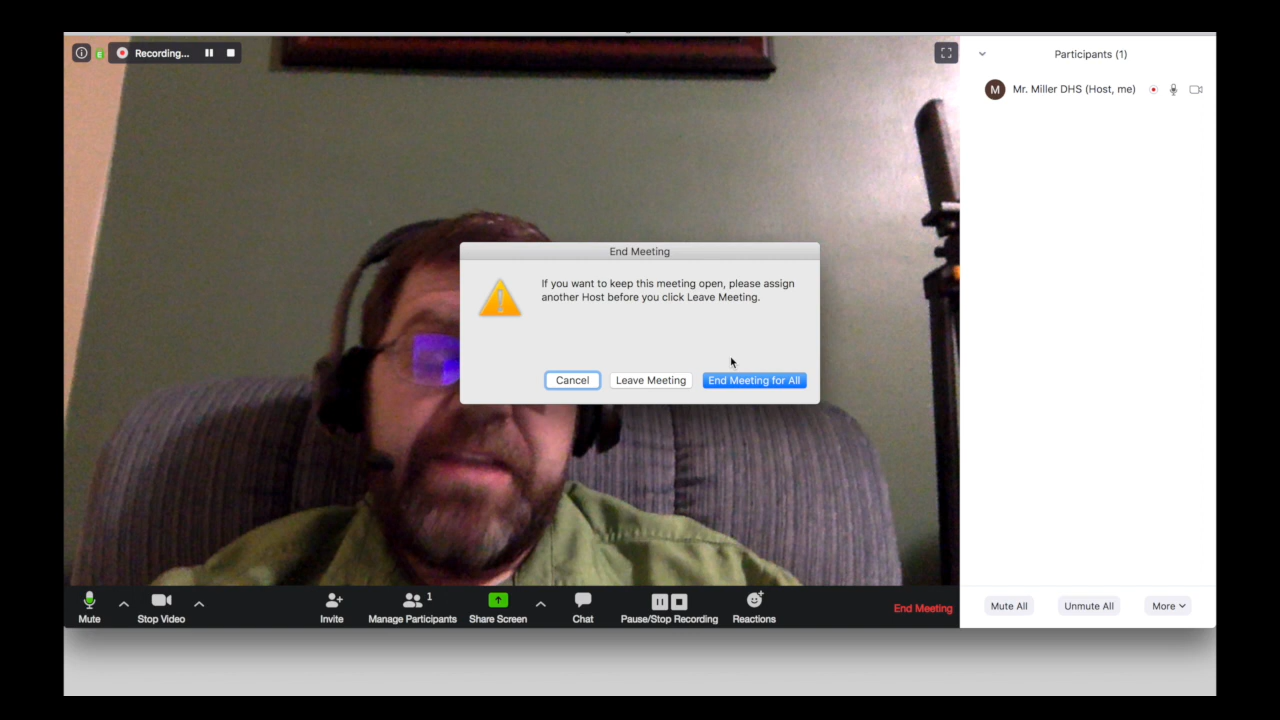 Recording...
Participants (1)
M
Mr. Miller DHS (Host, me)
End Meeting
If you want to keep this meeting open, please assign
another Host before you click Leave Meeting.
Cancel
Leave Meeting
End Meeting for All
Mute
Stop Video
Invite
1
Manage Participants
Share Screen
Chat
Pause/Stop Recording
Reactions
End Meeting
Mute All
Unmute All
More